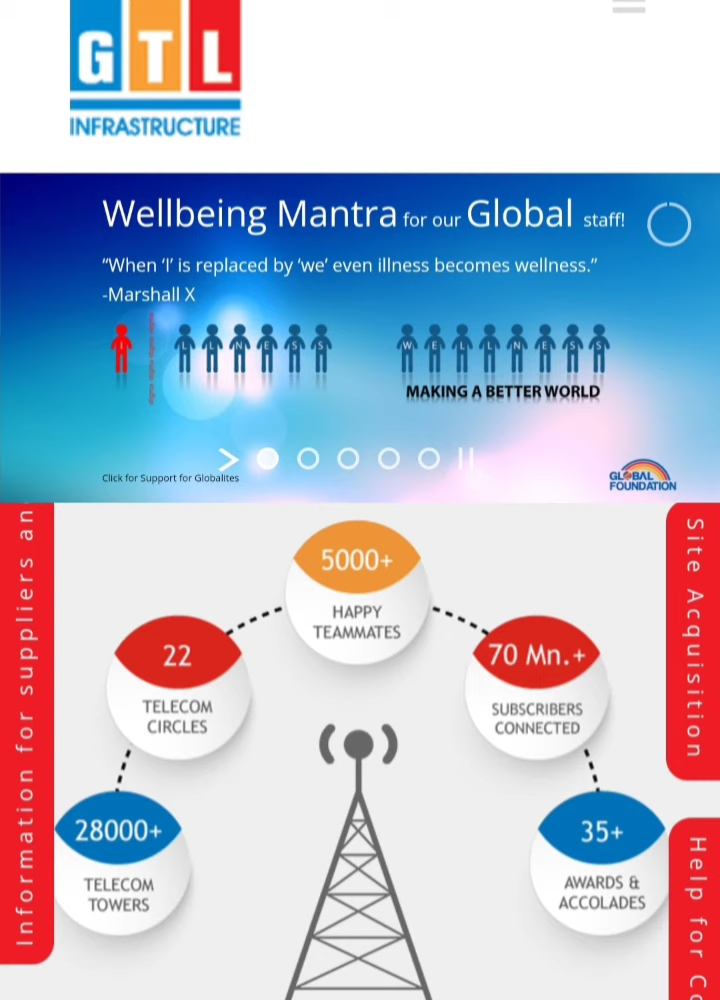 GTL
INFRASTRUCTURE
Wellbeing Mantra for our Global staff!
“When ‘I’ is replaced by ‘we’ even illness becomes wellness.”
-Marshall X
I L L N E S S
W E L L N E S S
MAKING A BETTER WORLD
Click for Support for Globalites
GLOBAL
FOUNDATION
Information for suppliers an
5000+
HAPPY
TEAMMATES
22
TELECOM
CIRCLES
70 Mn.+
SUBSCRIBERS
CONNECTED
28000+
TELECOM
TOWERS
35+
AWARDS &
ACCOLADES
Site Acquisition
Help for Co